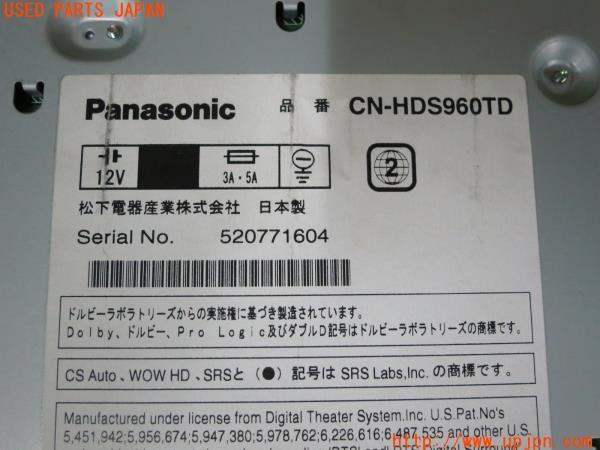 USED PARTS JAPAN
Panasonic 品番 CN-HDS960TD
12V 3A・5A 2
松下電器産業株式会社 日本製
Serial No. 520771604
ドルビーラボラトリーズからの実施権に基づき製造されています。
Dolby、ドルビー、Pro Logic及びダブルD記号はドルビーラボラトリーズの商標です。
CS Auto、WOW HD、SRSと(●)記号は SRS Labs,Inc. の商標です。
Manufactured under license from Digital Theater System.Inc. U.S.Pat.No's
5,451,942;5,956,674;5,947,380;5,978,762;6,226,616;6,487,535 and other U.S.
http://www.upjpn.com